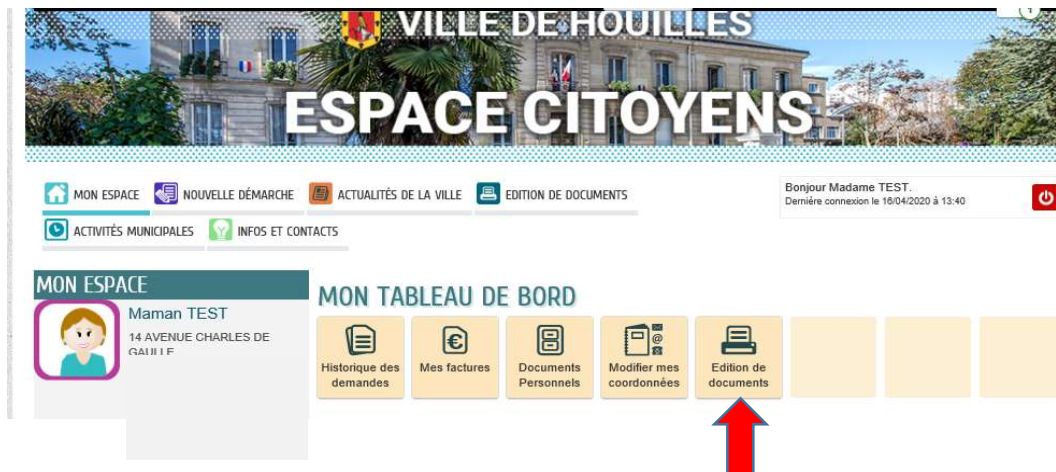 VILLE DE HOUILLES
ESPACE CITOYENS
MON ESPACE
NOUVELLE DÉMARCHE
ACTUALITÉS DE LA VILLE
EDITION DE DOCUMENTS
Bonjour Madame TEST.
Dernière connexion le 16/04/2020 à 13:40
ACTIVITÉS MUNICIPALES
INFOS ET CONTACTS
MON ESPACE
Maman TEST
14 AVENUE CHARLES DE
GAULLE
MON TABLEAU DE BORD
Historique des
demandes
Mes factures
Documents
Personnels
Modifier mes
coordonnées
Edition de
documents